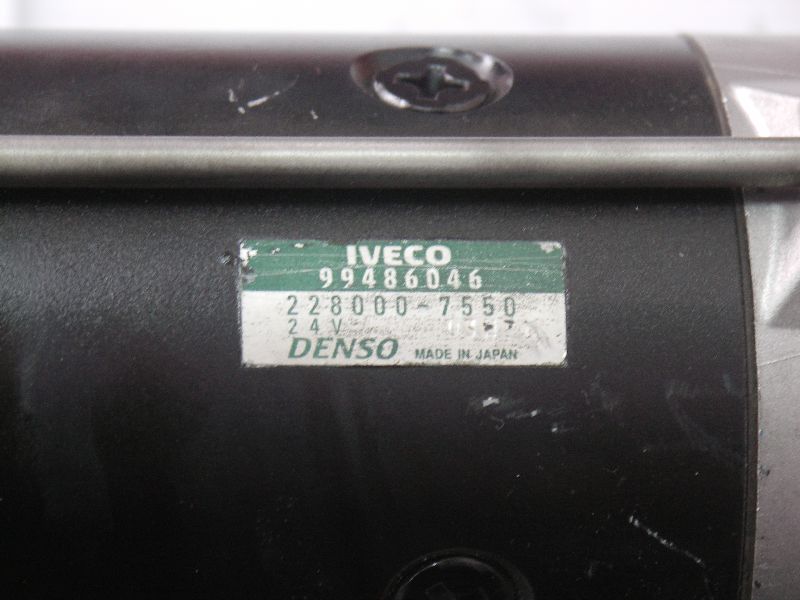 IVECO
99486046
228000-7550
24V
DENSO MADE IN JAPAN